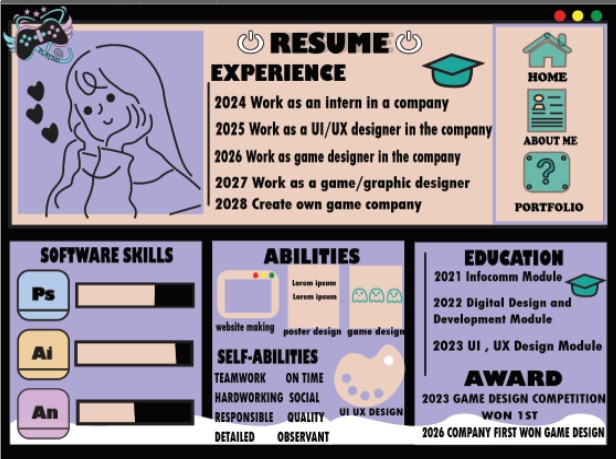 RESUME
EXPERIENCE
2024 Work as an intern in a company
2025 Work as a UI/UX designer in the company
2026 Work as game designer in the company
2027 Work as a game/graphic designer
2028 Create own game company
HOME
ABOUT ME
PORTFOLIO
SOFTWARE SKILLS
Ps
Ai
An
ABILITIES
Lorem ipsum
Lorem ipsum
website making
poster design
game design
SELF-ABILITIES
TEAMWORK ON TIME
HARDWORKING SOCIAL
RESPONSIBLE QUALITY
DETAILED OBSERVANT
UI UX DESIGN
EDUCATION
2021 Infocomm Module
2022 Digital Design and
Development Module
2023 UI , UX Design Module
AWARD
2023 GAME DESIGN COMPETITION
WON 1ST
2026 COMPANY FIRST WON GAME DESIGN